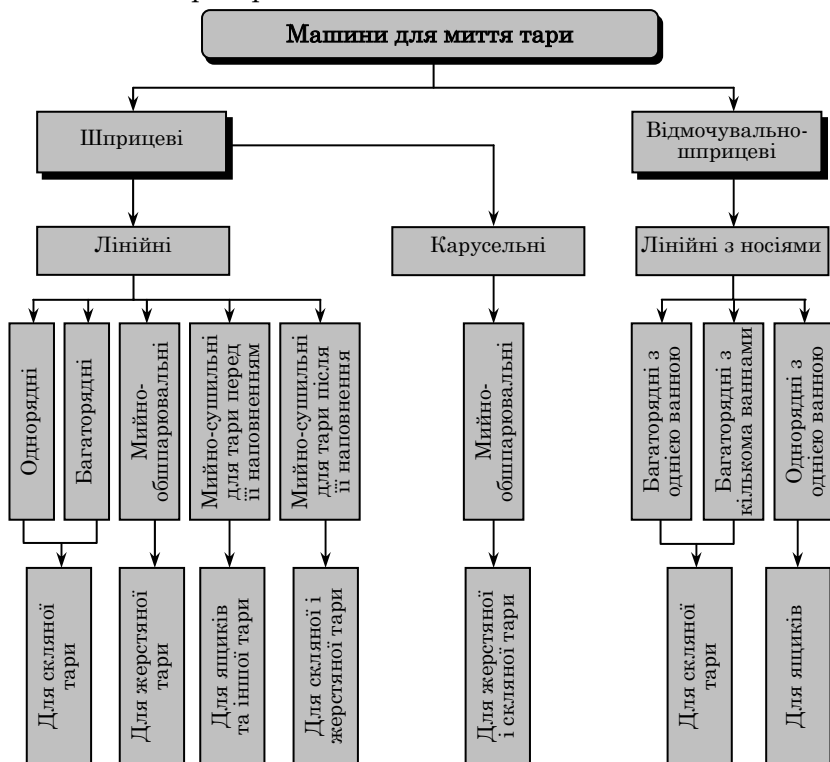 Машини для миття тари
Шприцеві
Відмочувально-
шприцеві
Лінійні
Карусельні
Лінійні з носіями
Однорядні
Багаторядні
Мийно-
обшпарювальні
Мийно-сушильні
для тари перед
її наповненням
Мийно-сушильні
для тари після
її наповнення
Мийно-
обшпарювальні
Багаторядні з
однією ванною
Багаторядні з
кількома ваннами
Однорядні з
однією ванною
Для скляної
тари
Для жерстяної
тари
Для ящиків
та іншої тари
Для скляної і
жерстяної тари
Для жерстяної
і скляної тари
Для скляної
тари
Для ящиків